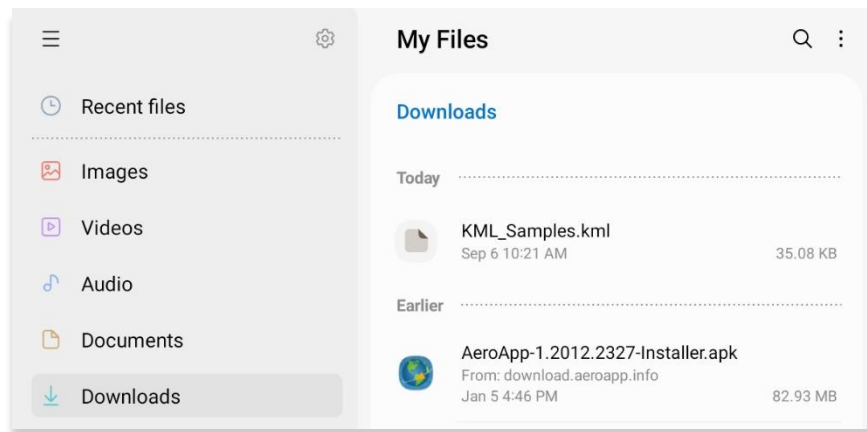 My Files
Recent files
Images
Videos
Audio
Documents
Downloads
Downloads
Today
KML_Samples.kml
Sep 6 10:21 AM
35.08 KB
Earlier
AeroApp-1.2012.2327-Installer.apk
From: download.aeroapp.info
Jan 5 4:46 PM
82.93 MB